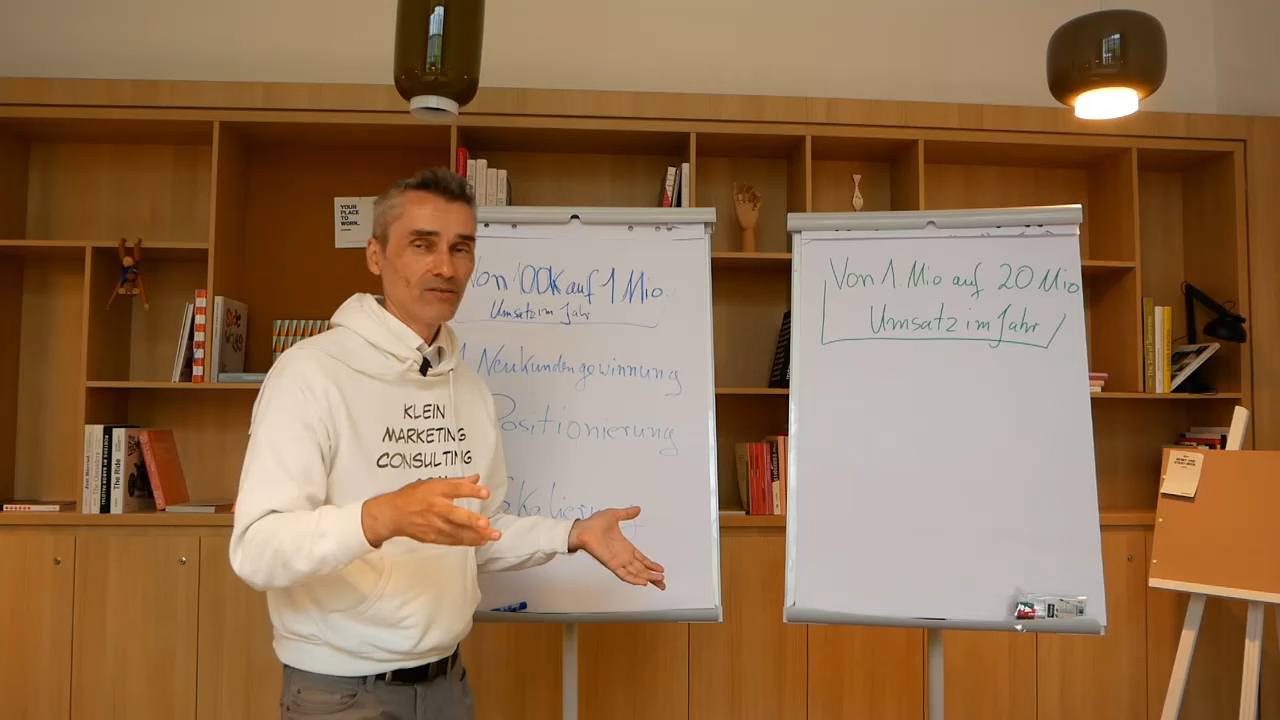 YOUR
PLACE
TO
WORK.
Von 100K auf 1 Mio.
Umsatz im Jahr
Neukundengewinnung
Positionierung
Von 1 Mio auf 20 Mio
Umsatz im Jahr
KLEIN
MARKETING
CONSULTING
The Ride